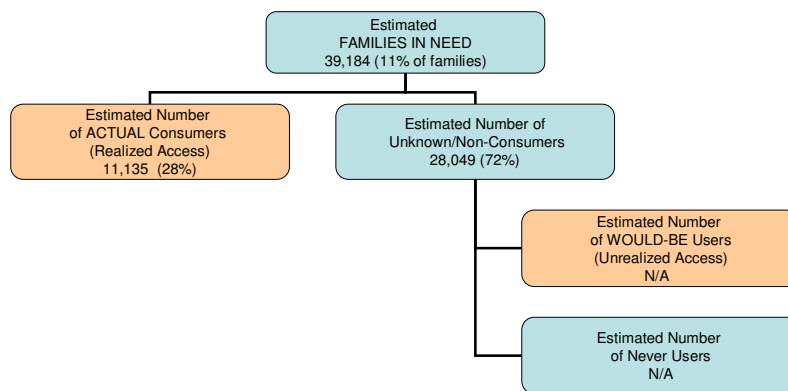 Estimated
FAMILIES IN NEED
39,184 (11% of families)
Estimated Number
of ACTUAL Consumers
(Realized Access)
11,135 (28%)
Estimated Number of
Unknown/Non-Consumers
28,049 (72%)
Estimated Number
of WOULD-BE Users
(Unrealized Access)
N/A
Estimated Number
of Never Users
N/A